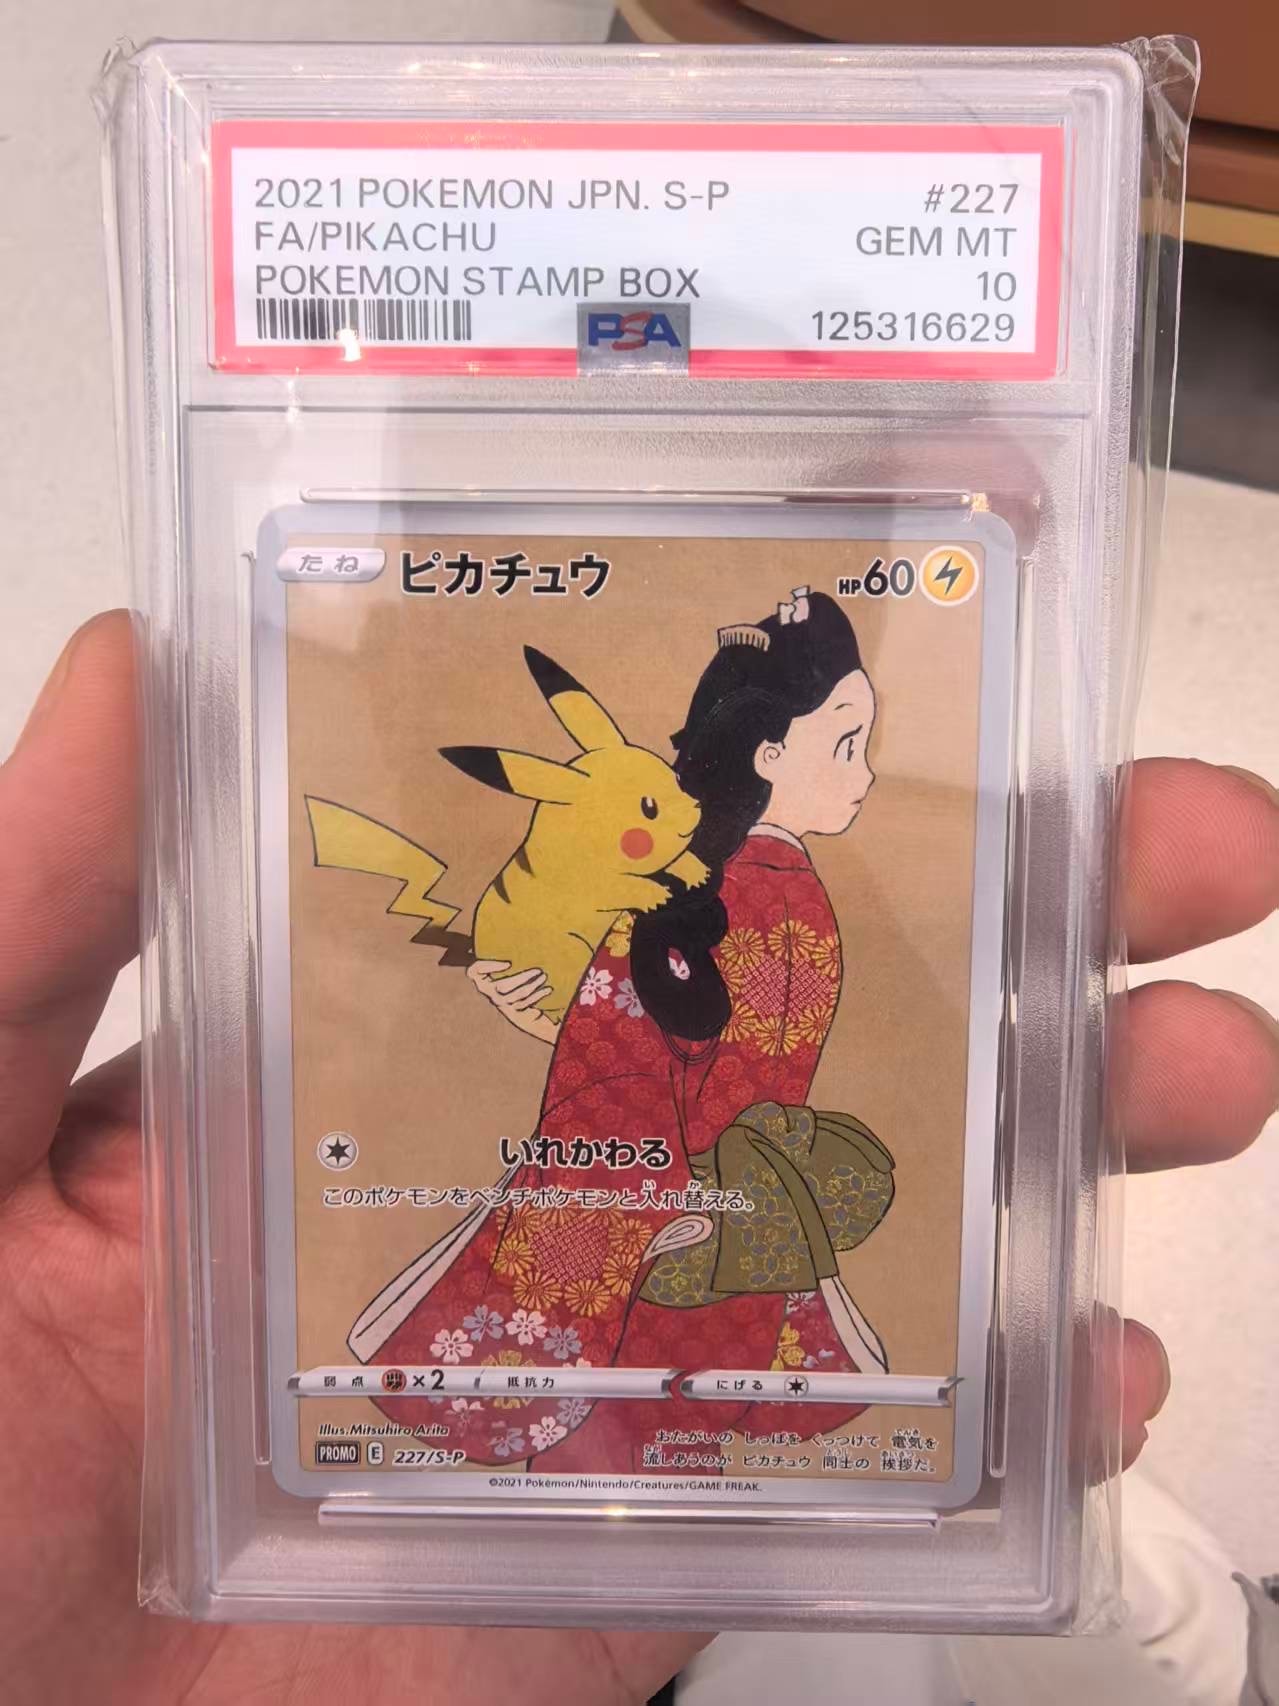 2021 POKEMON JPN. S-P #227
FA/PIKACHU GEM MT
POKEMON STAMP BOX 10
PSA 125316629
たね ピカチュウ HP60
いれかわる
このポケモンをベンチポケモンと入れ替える。
弱点 ×2 抵抗力 にげる
Illus. Mitsuhiro Arita
PROMO E 227/S-P
おたがいの しっぽを くっつけて 電気を
流しあうのが ピカチュウ 同士の 挨拶だ。
©2021 Pokémon/Nintendo/Creatures/GAME FREAK.